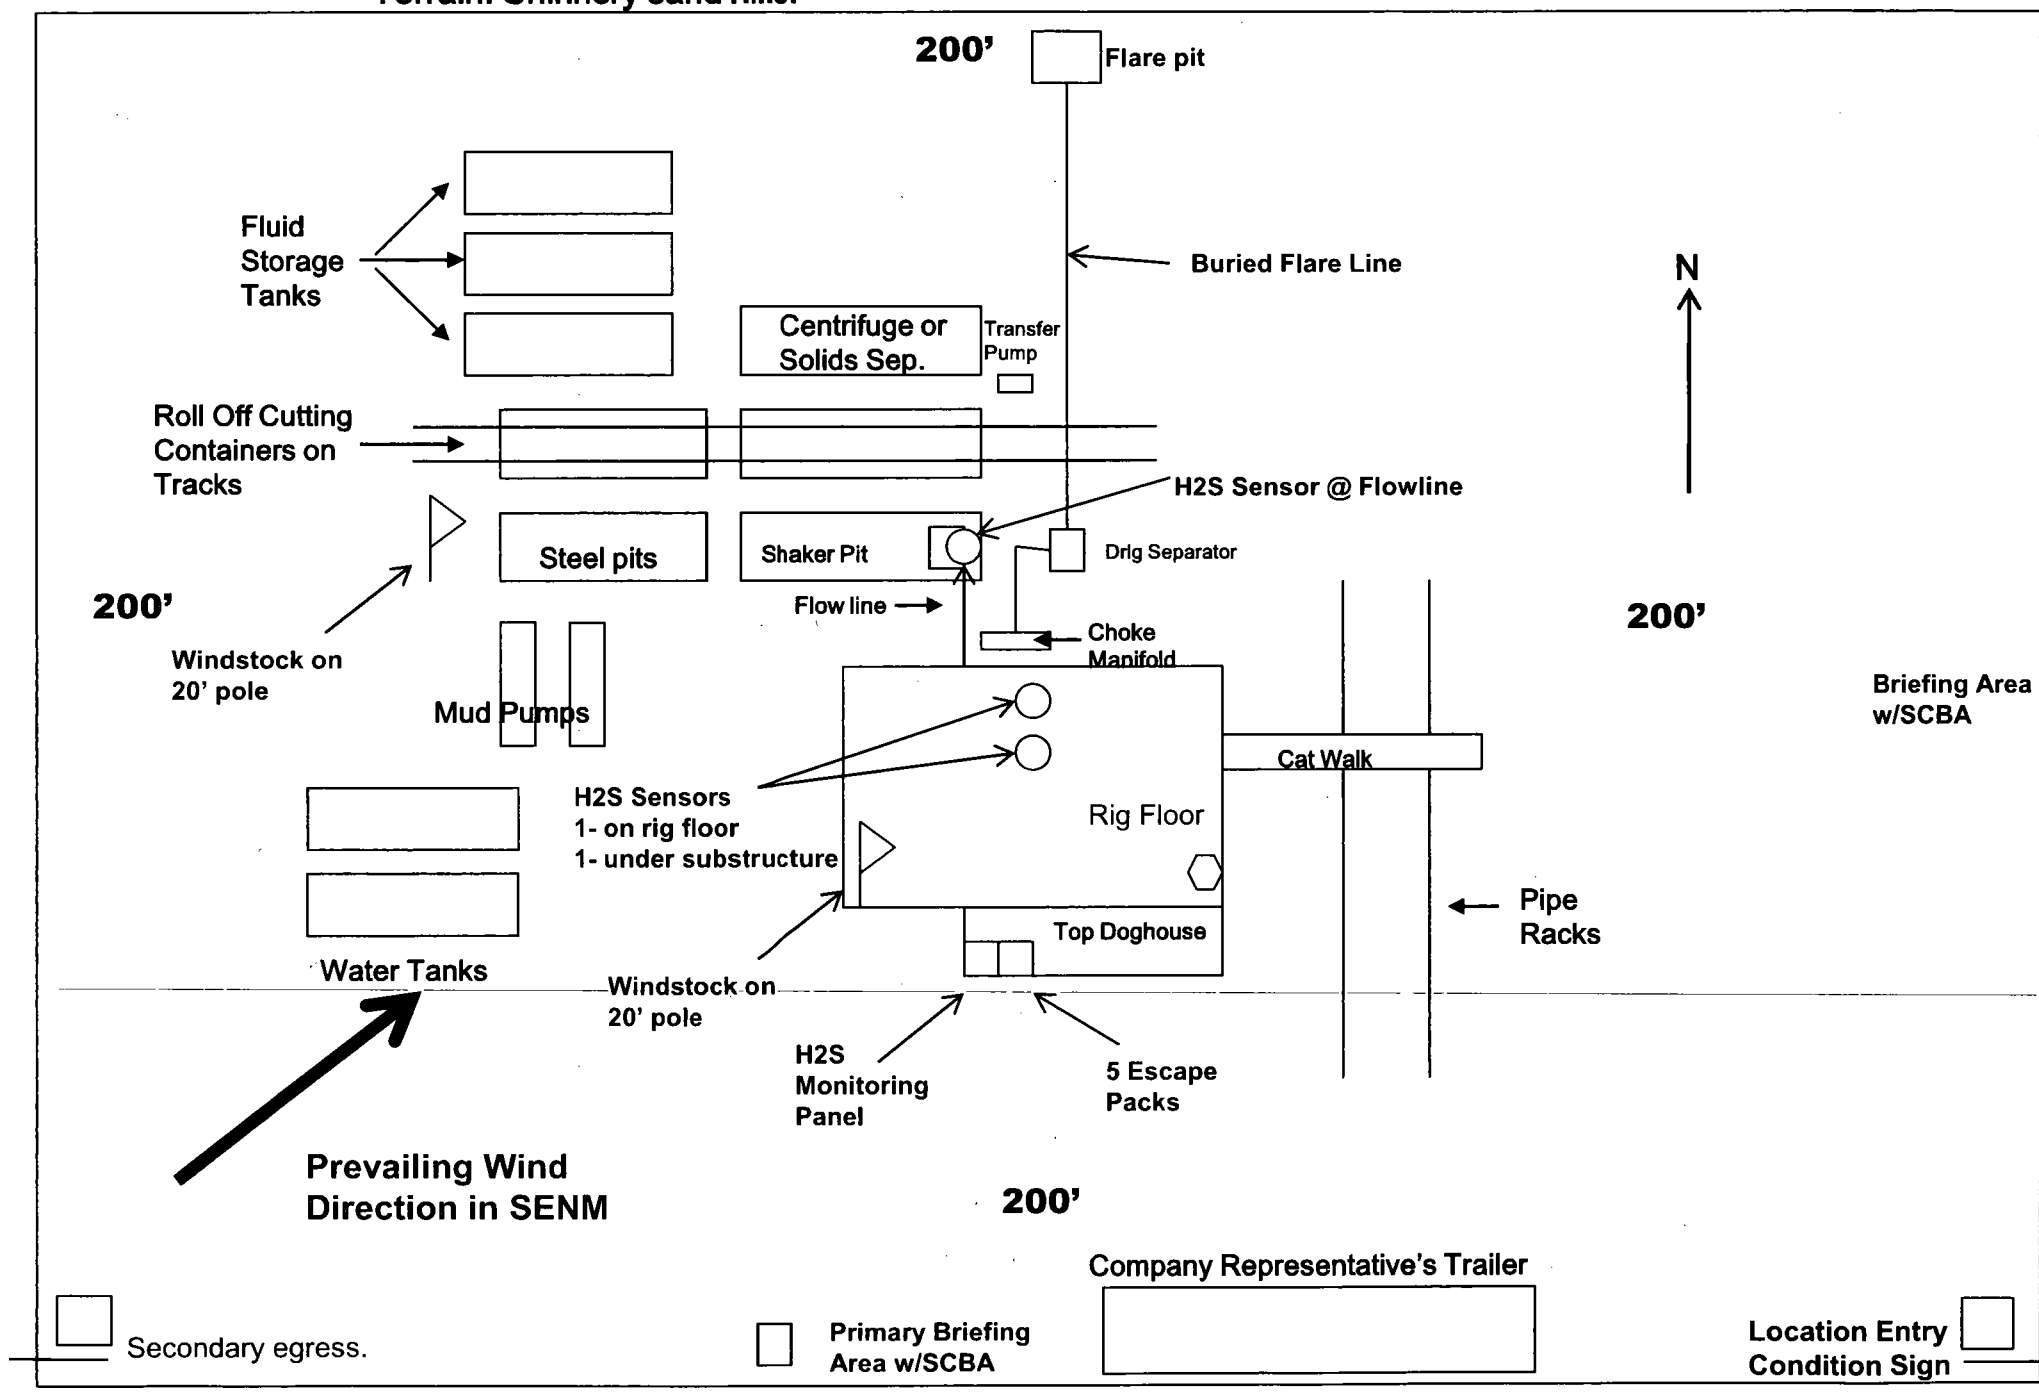 Terrain: Shinnery sand hills.
200’
Flare pit
Fluid
Storage
Tanks
Buried Flare Line
N
Centrifuge or
Solids Sep.
Transfer
Pump
Roll Off Cutting
Containers on
Tracks
H2S Sensor @ Flowline
Steel pits
Shaker Pit
Drlg Separator
200’
Flow line
200’
Choke
Manifold
Windstock on
20’ pole
Mud Pumps
Briefing Area
w/SCBA
Cat Walk
H2S Sensors
1- on rig floor
1- under substructure
Rig Floor
Pipe
Racks
Top Doghouse
Water Tanks
Windstock on
20’ pole
H2S
Monitoring
Panel
5 Escape
Packs
Prevailing Wind
Direction in SENM
200’
Company Representative’s Trailer
Secondary egress.
Primary Briefing
Area w/SCBA
Location Entry
Condition Sign